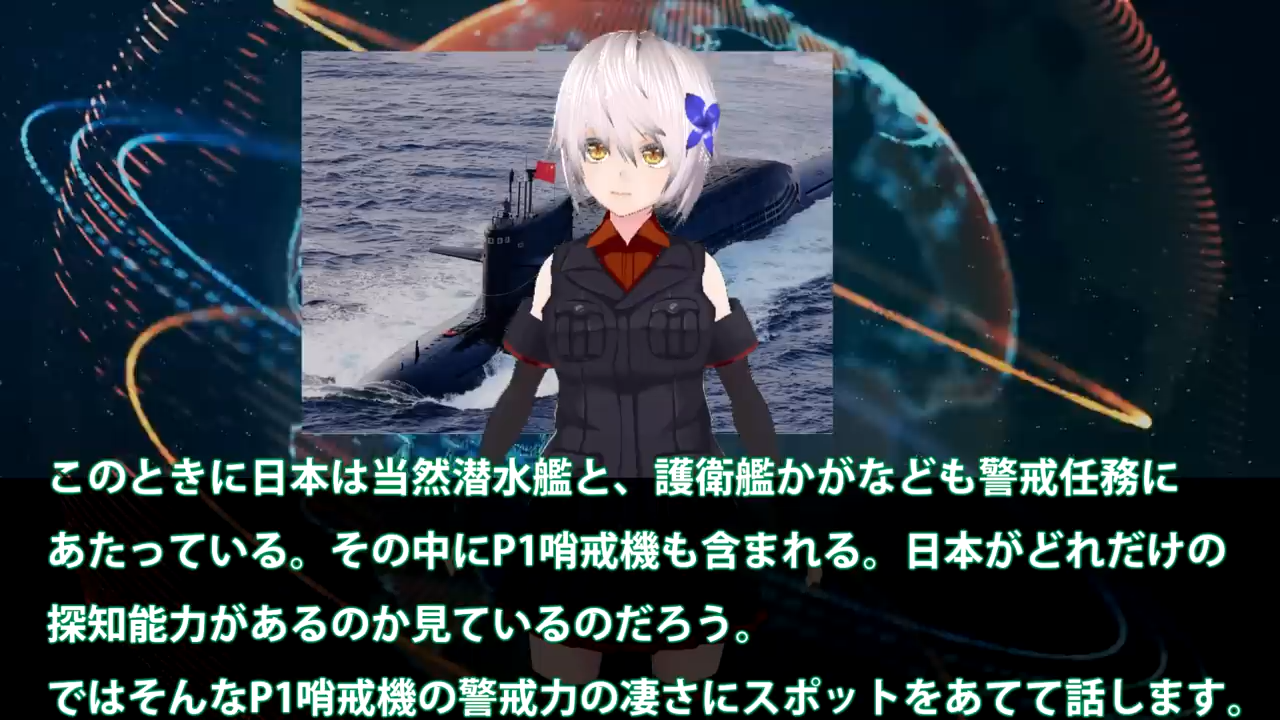 このときに日本は当然潜水艦と、護衛艦かがなども警戒任務に
あたっている。その中にP1哨戒機も含まれる。日本がどれだけの
探知能力があるのか見ているのだろう。
ではそんなP1哨戒機の警戒力の凄さにスポットをあてて話します。